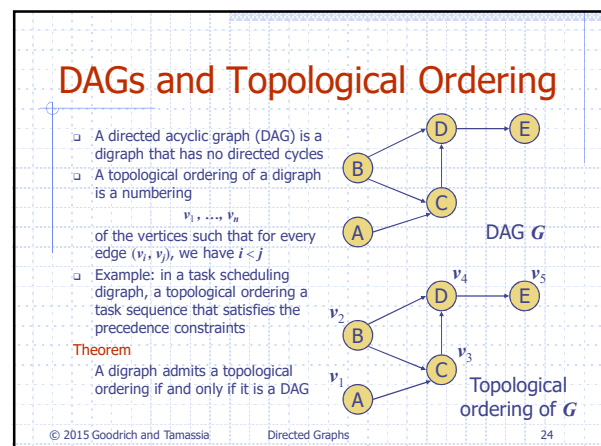 DAGs and Topological Ordering
A directed acyclic graph (DAG) is a
digraph that has no directed cycles
A topological ordering of a digraph
is a numbering
v1 , …, vn
of the vertices such that for every
edge (vi , vj), we have i < j
Example: in a task scheduling
digraph, a topological ordering a
task sequence that satisfies the
precedence constraints
Theorem
A digraph admits a topological
ordering if and only if it is a DAG
D
E
B
C
A
DAG G
v4
v5
D
E
v2
B
v3
C
v1
A
Topological
ordering of G
© 2015 Goodrich and Tamassia
Directed Graphs
24